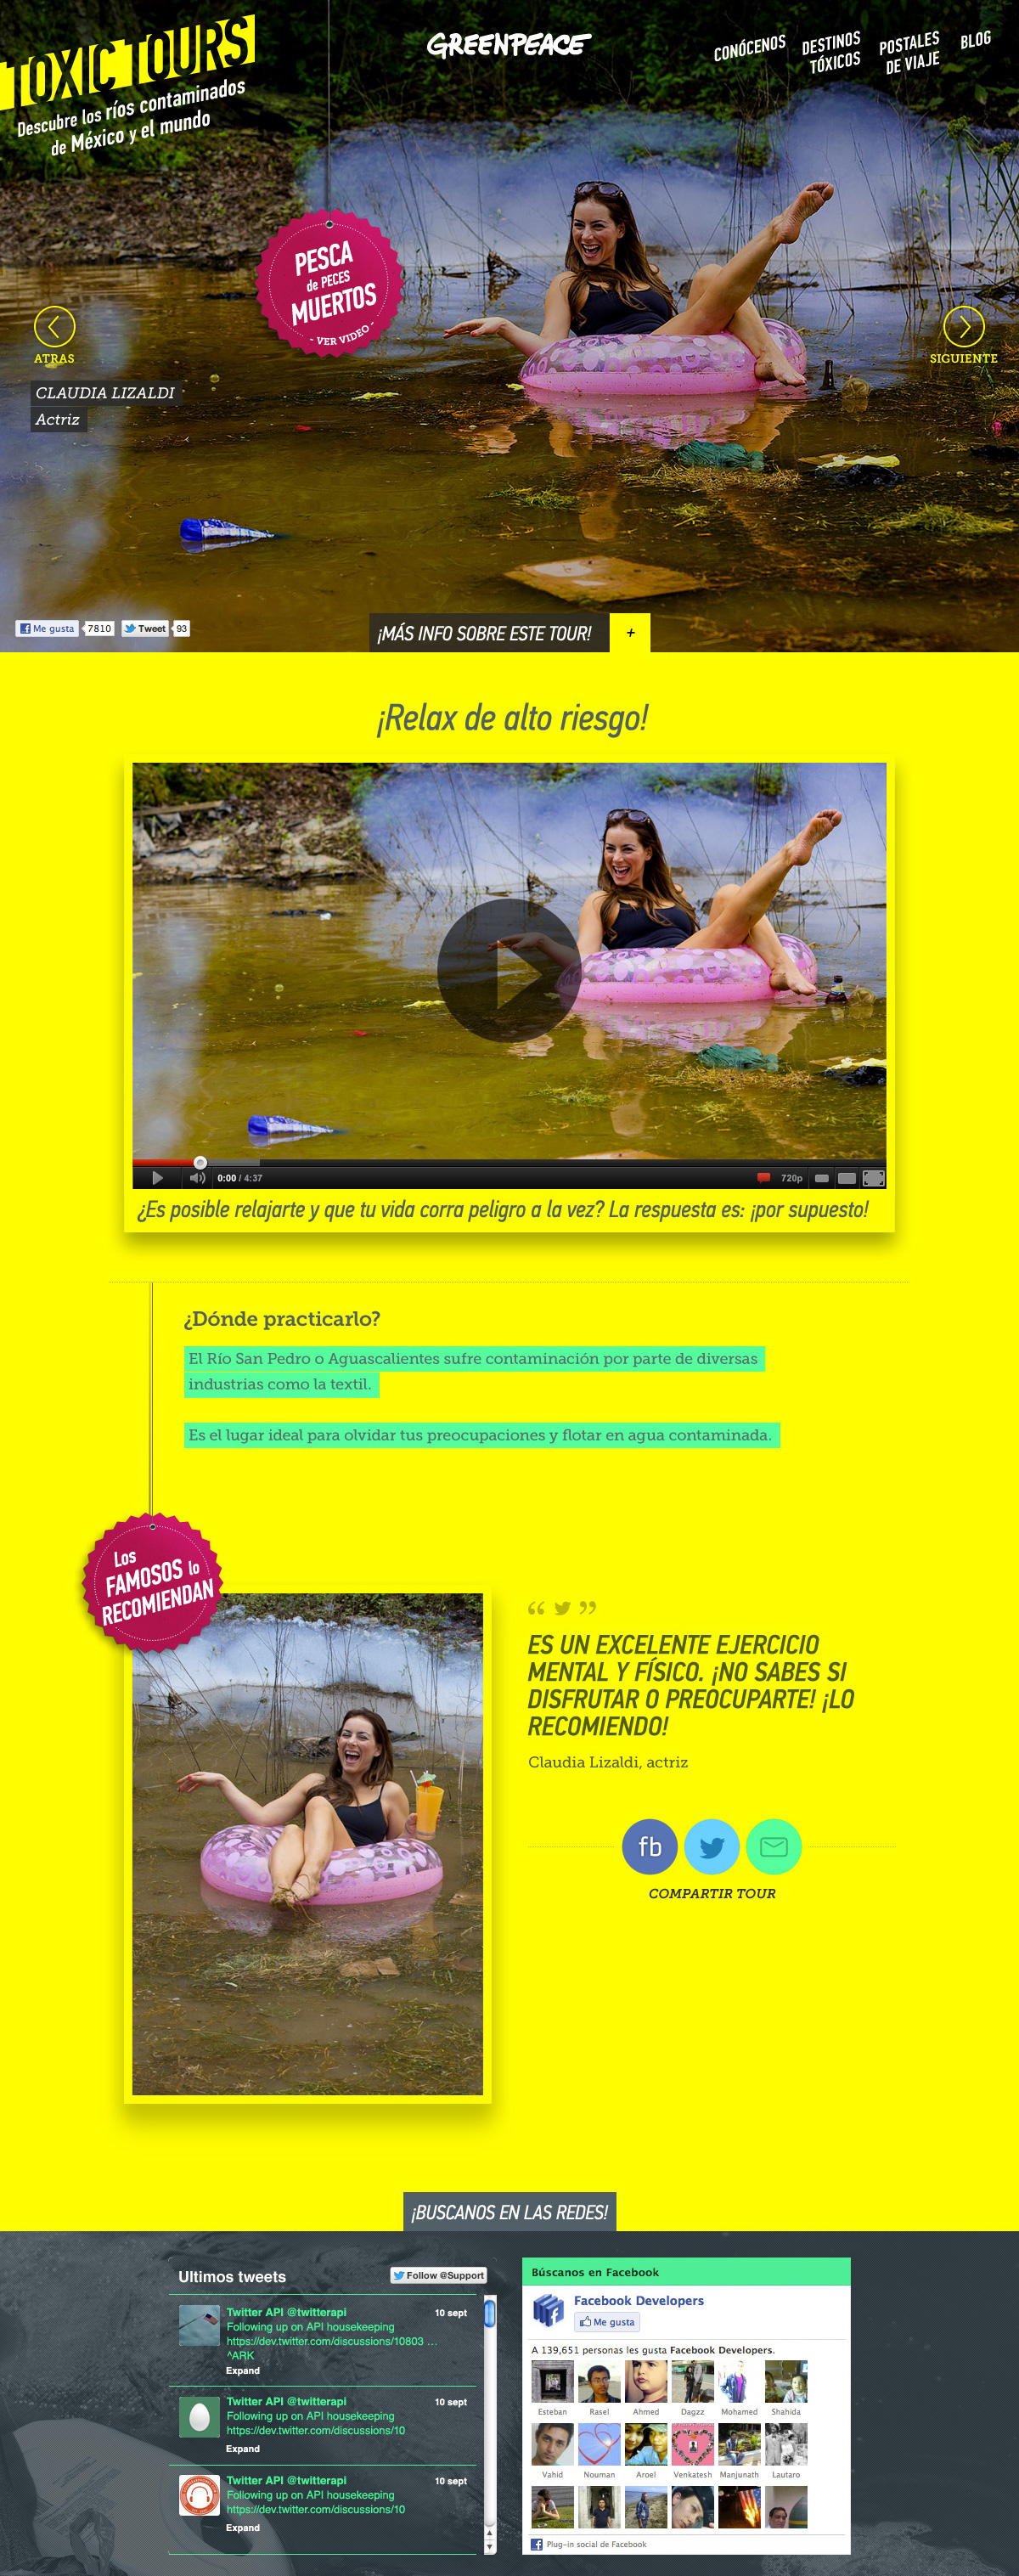 TOXIC TOURS
Descubre los ríos contaminados
de México y el mundo
GREENPEACE
CONÓCENOS
DESTINOS
TÓXICOS
POSTALES
DE VIAJE
BLOG
PESCA
de PECES
MUERTOS
- VER VIDEO -
ATRAS
SIGUIENTE
CLAUDIA LIZALDI
Actriz
Me gusta 7810 Tweet 93
¡MÁS INFO SOBRE ESTE TOUR! +
¡Relax de alto riesgo!
0:00 / 4:37 720p
¿Es posible relajarte y que tu vida corra peligro a la vez? La respuesta es: ¡por supuesto!
¿Dónde practicarlo?
El Río San Pedro o Aguascalientes sufre contaminación por parte de diversas
industrias como la textil.
Es el lugar ideal para olvidar tus preocupaciones y flotar en agua contaminada.
Los
FAMOSOS lo
RECOMIENDAN
ES UN EXCELENTE EJERCICIO
MENTAL Y FÍSICO. ¡NO SABES SI
DISFRUTAR O PREOCUPARTE! ¡LO
RECOMIENDO!
Claudia Lizaldi, actriz
fb
COMPARTIR TOUR
¡BUSCANOS EN LAS REDES!
Ultimos tweets
Follow @Support
Twitter API @twitterapi 10 sept
Following up on API housekeeping
https://dev.twitter.com/discussions/10803 ...
^ARK
Expand
Twitter API @twitterapi 10 sept
Following up on API housekeeping
https://dev.twitter.com/discussions/10
Expand
Twitter API @twitterapi 10 sept
Following up on API housekeeping
https://dev.twitter.com/discussions/10
Expand
Búscanos en Facebook
Facebook Developers
Me gusta
A 139,651 personas les gusta Facebook Developers.
Esteban Rasel Ahmed Dagzz Mohamed Shahida
Vahid Nouman Aroel Venkatesh Manjunath Lautaro
Plug-in social de Facebook